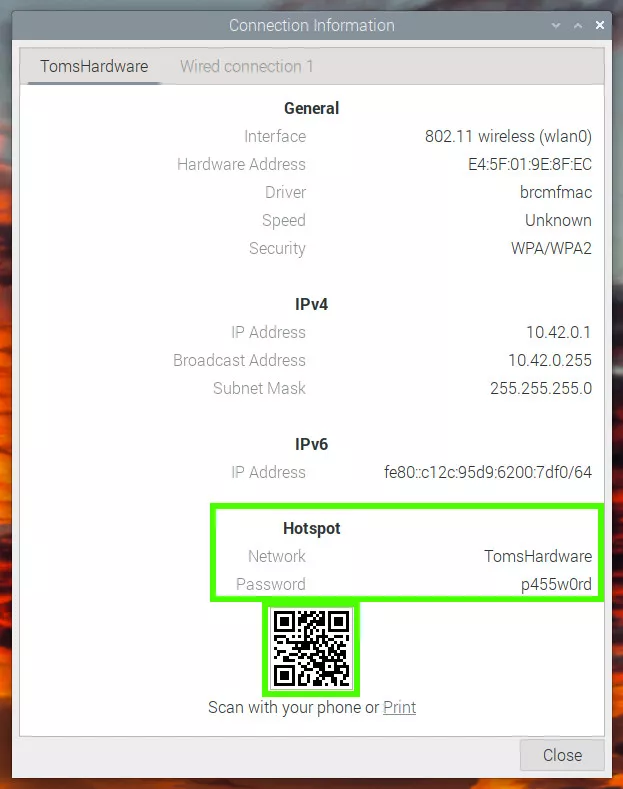 Connection Information
TomsHardware Wired connection 1
General
Interface 802.11 wireless (wlan0)
Hardware Address E4:5F:01:9E:8F:EC
Driver brcmfmac
Speed Unknown
Security WPA/WPA2
IPv4
IP Address 10.42.0.1
Broadcast Address 10.42.0.255
Subnet Mask 255.255.255.0
IPv6
IP Address fe80::c12c:95d9:6200:7df0/64
Hotspot
Network TomsHardware
Password p455w0rd
Scan with your phone or Print
Close